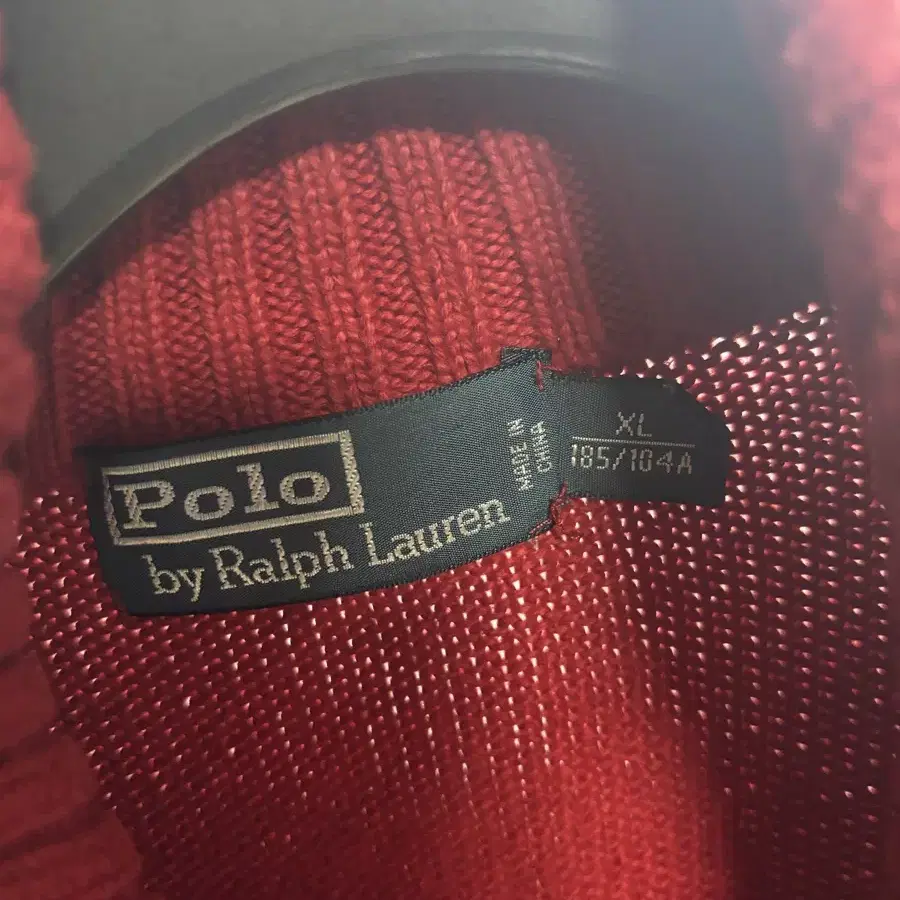 Polo
by Ralph Lauren
MADE IN
CHINA
XL
185/104A